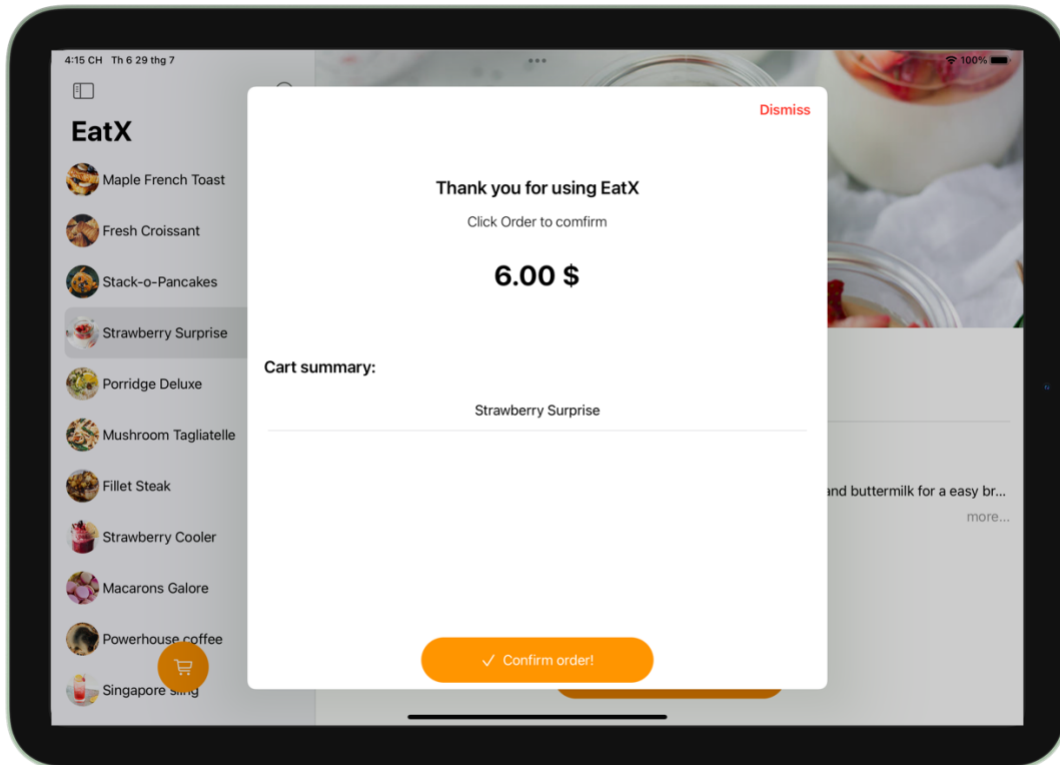 4:15 CH Th 6 29 thg 7
100%
EatX
Maple French Toast
Fresh Croissant
Stack-o-Pancakes
Strawberry Surprise
Porridge Deluxe
Mushroom Tagliatelle
Fillet Steak
Strawberry Cooler
Macarons Galore
Powerhouse coffee
Singapore sling
Dismiss
Thank you for using EatX
Click Order to comfirm
6.00 $
Cart summary:
Strawberry Surprise
✓ Confirm order!
and buttermilk for a easy br...
more...